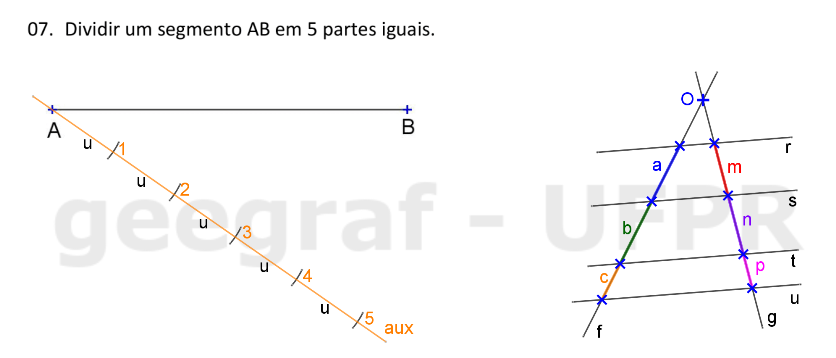 07. Dividir um segmento AB em 5 partes iguais.
A B
u 1
u 2
u 3
u 4
u 5 aux
O
r
a m
s
b n
c p t
u
f g
geegraf - UFPR